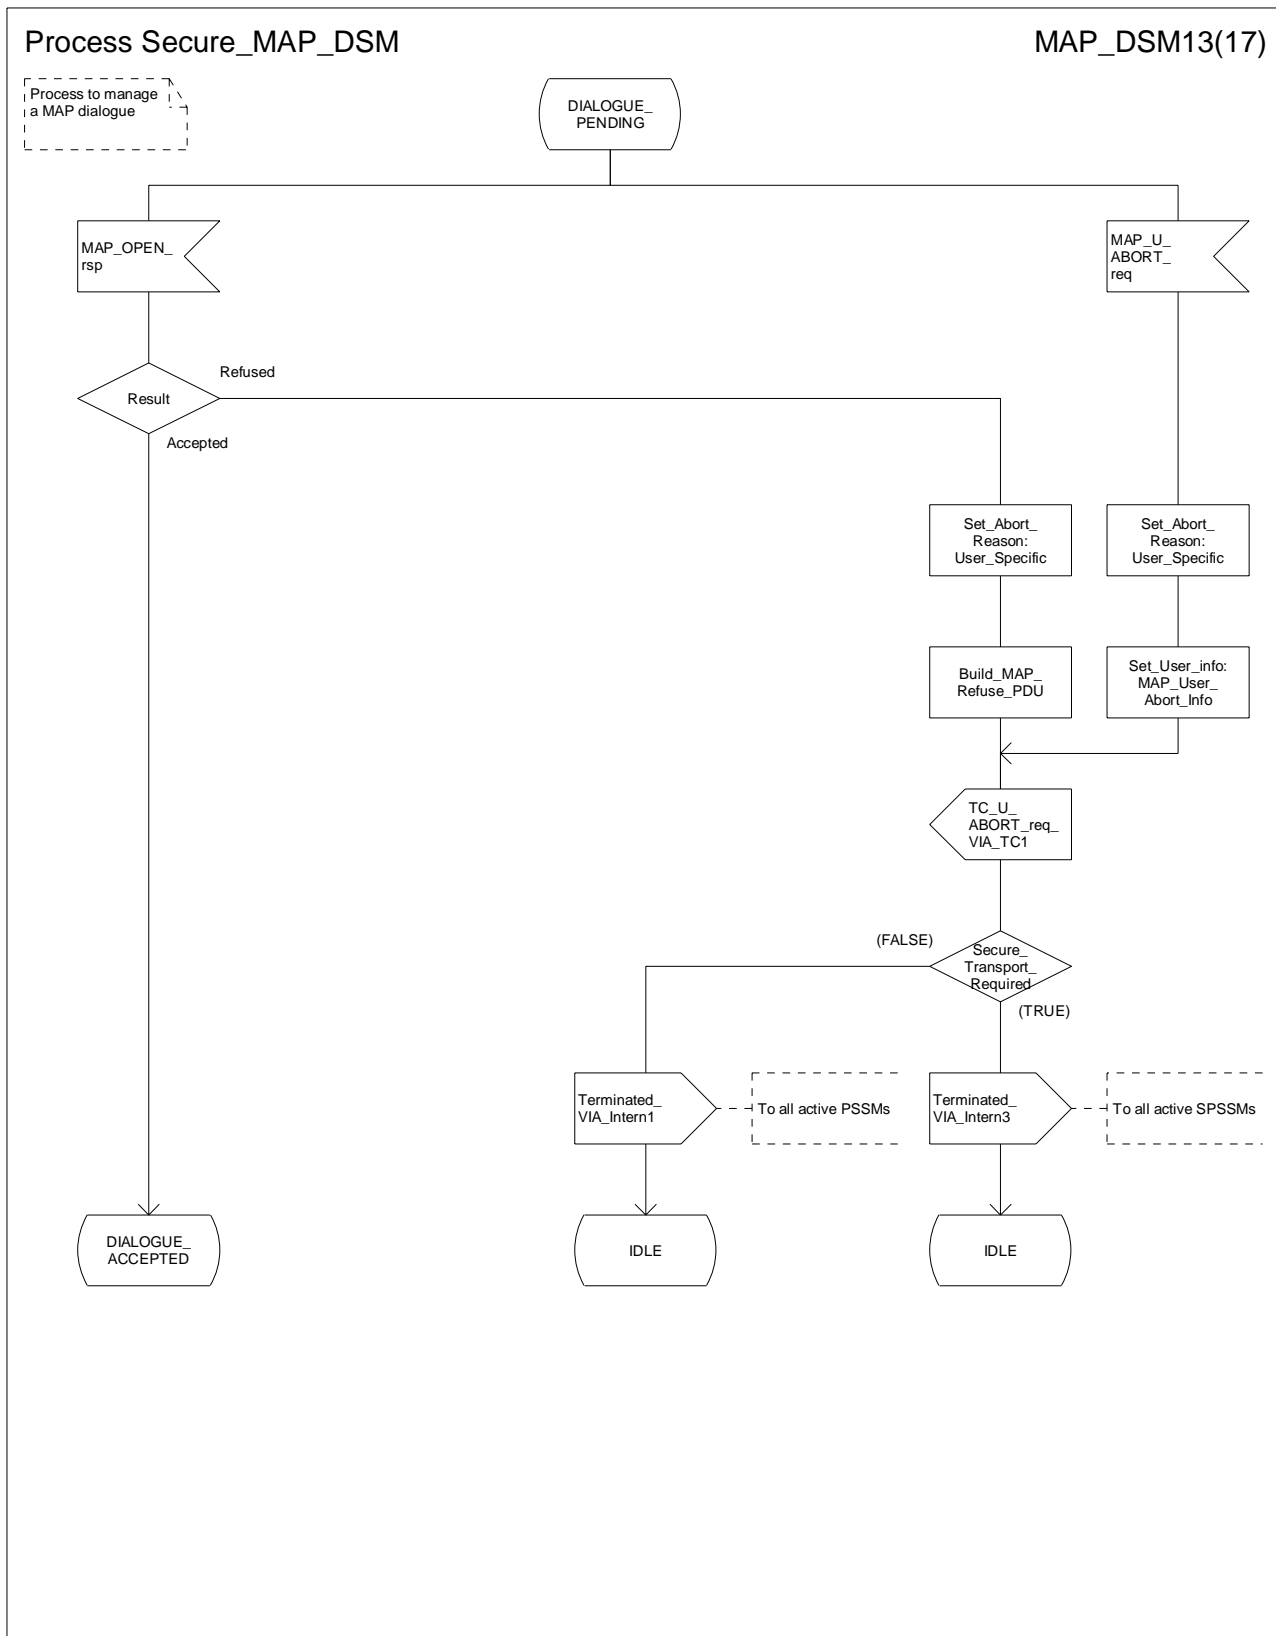 Process Secure_MAP_DSM
MAP_DSM13(17)
Process to manage
a MAP dialogue
DIALOGUE_
PENDING
MAP_OPEN_
rsp
MAP_U_
ABORT_
req
Result
Refused
Accepted
Set_Abort_
Reason:
User_Specific
Set_Abort_
Reason:
User_Specific
Build_MAP_
Refuse_PDU
Set_User_info:
MAP_User_
Abort_Info
TC_U_
ABORT_req_
VIA_TC1
(FALSE)
Secure_
Transport_
Required
(TRUE)
Terminated_
VIA_Intern1
To all active PSSMs
Terminated_
VIA_Intern3
To all active SPSSMs
DIALOGUE_
ACCEPTED
IDLE
IDLE